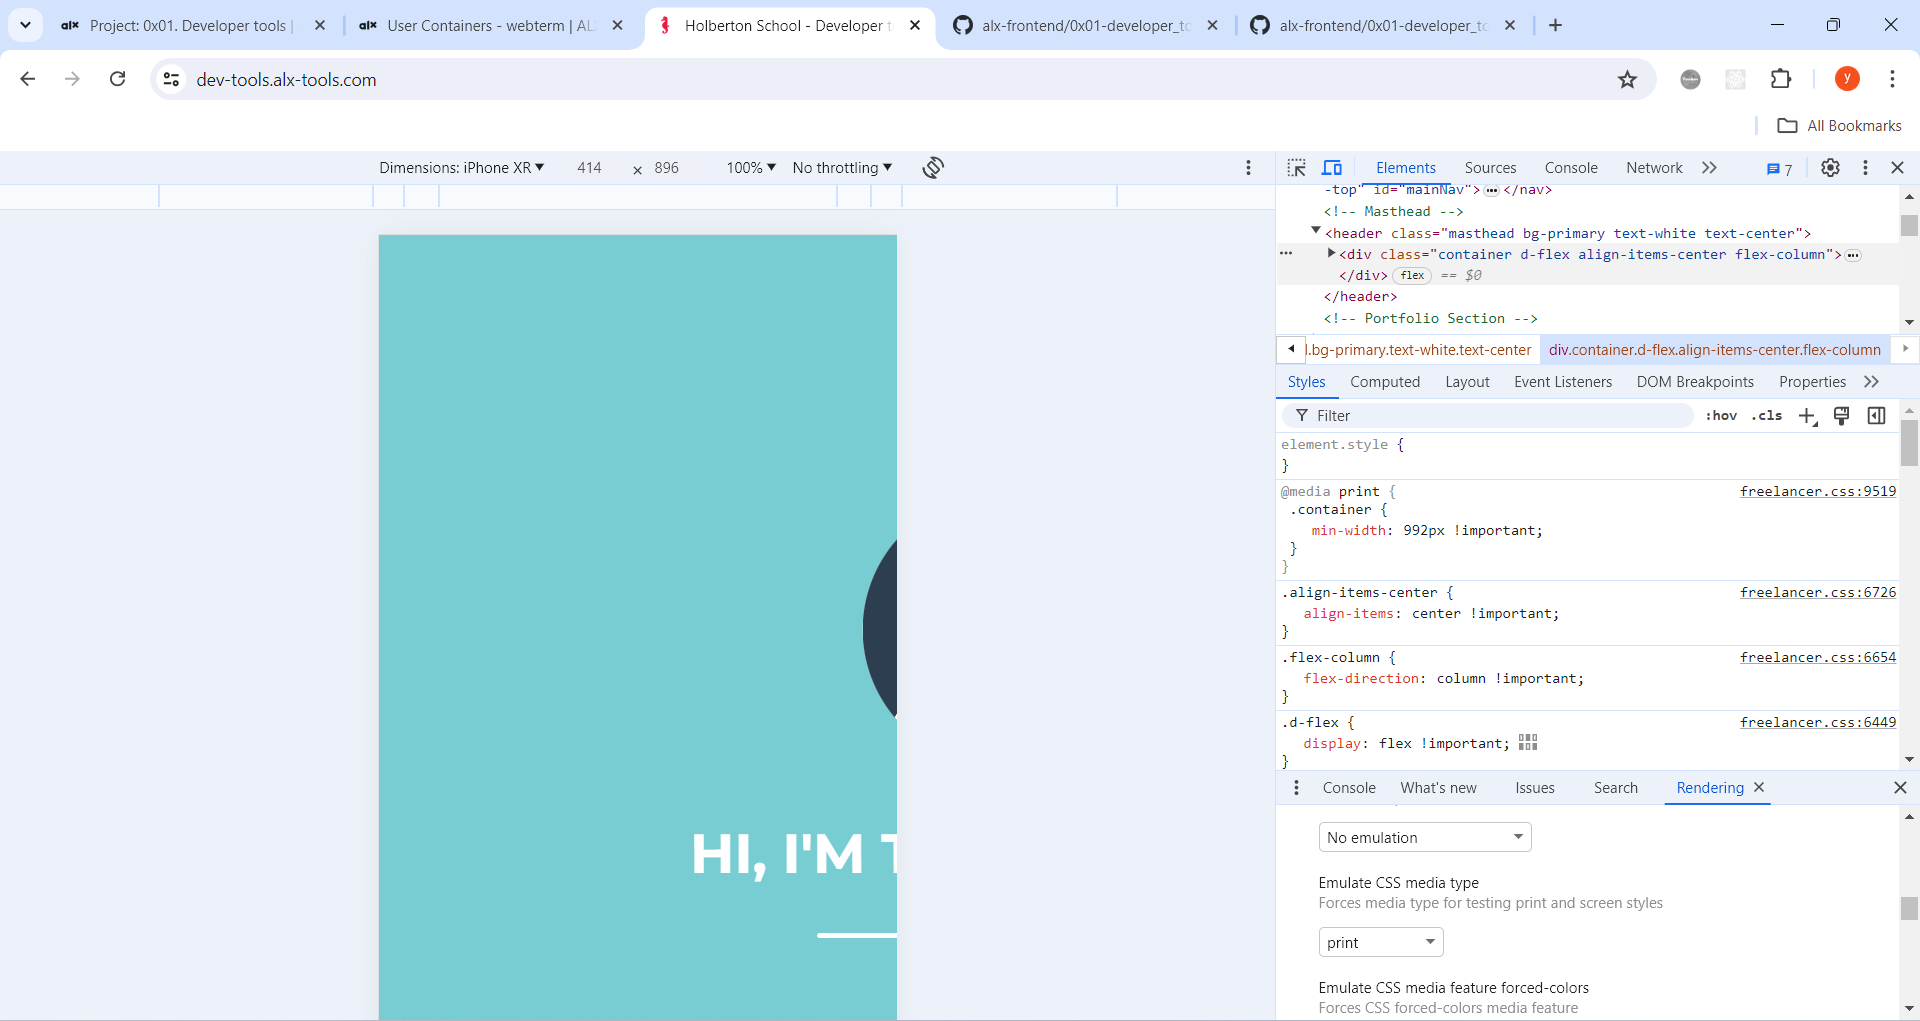 alx Project: 0x01. Developer tools |
alx User Containers - webterm | AL
Holberton School - Developer t
alx-frontend/0x01-developer_to
alx-frontend/0x01-developer_to
dev-tools.alx-tools.com
y
All Bookmarks
Dimensions: iPhone XR 414 x 896 100% No throttling
HI, I'M T
Elements Sources Console Network 7
-top" id="mainNav"> … </nav>
<!-- Masthead -->
<header class="masthead bg-primary text-white text-center">
… <div class="container d-flex align-items-center flex-column"> …
</div> flex == $0
</header>
<!-- Portfolio Section -->
l.bg-primary.text-white.text-center div.container.d-flex.align-items-center.flex-column
Styles Computed Layout Event Listeners DOM Breakpoints Properties
Filter :hov .cls
element.style {
}
@media print { freelancer.css:9519
.container {
min-width: 992px !important;
}
}
.align-items-center { freelancer.css:6726
align-items: center !important;
}
.flex-column { freelancer.css:6654
flex-direction: column !important;
}
.d-flex { freelancer.css:6449
display: flex !important;
}
Console What's new Issues Search Rendering
No emulation
Emulate CSS media type
Forces media type for testing print and screen styles
print
Emulate CSS media feature forced-colors
Forces CSS forced-colors media feature